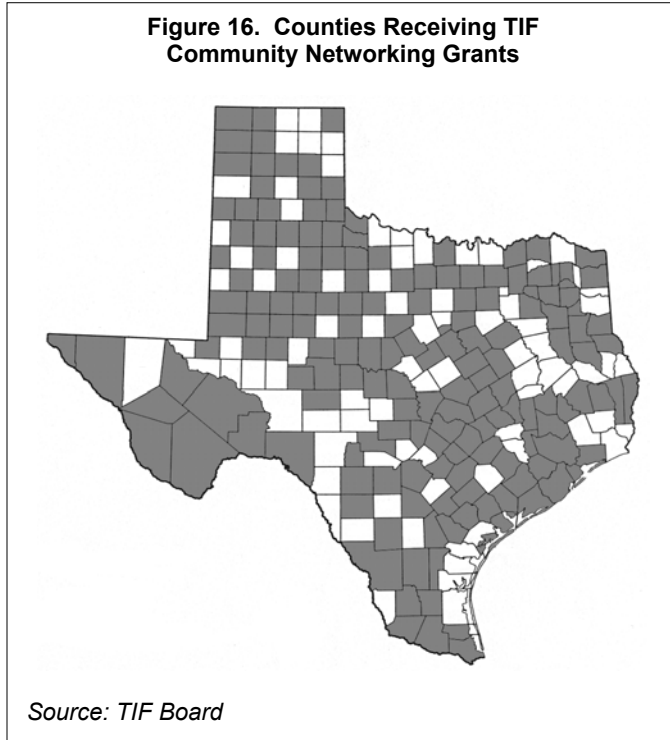 Figure 16. Counties Receiving TIF
Community Networking Grants
Source: TIF Board